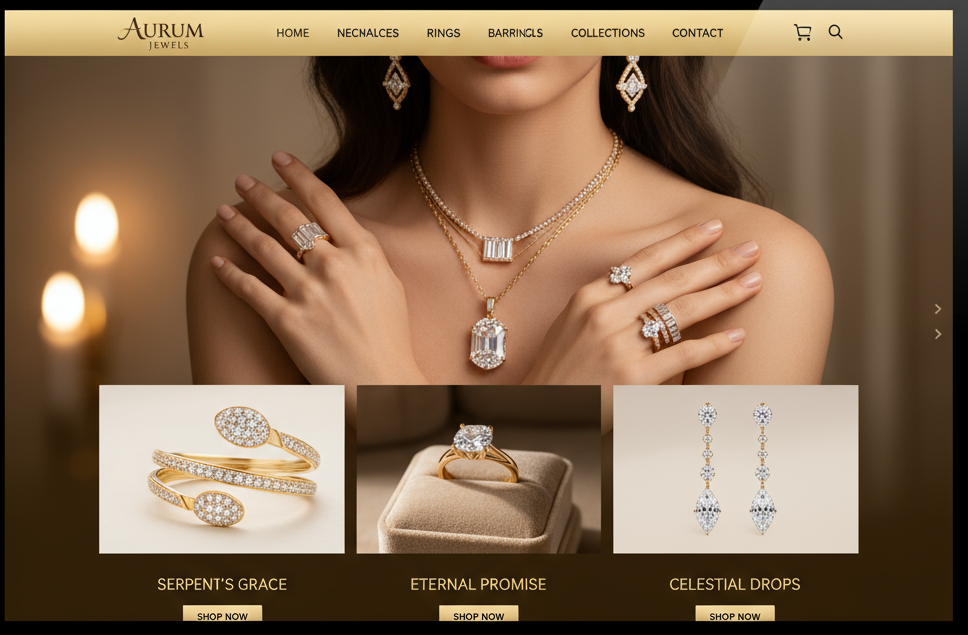 AURUM
JEWELS
HOME NECNALCES RINGS BARRINGLS COLLECTIONS CONTACT
SERPENT'S GRACE ETERNAL PROMISE CELESTIAL DROPS
SHOP NOW SHOP NOW SHOP NOW